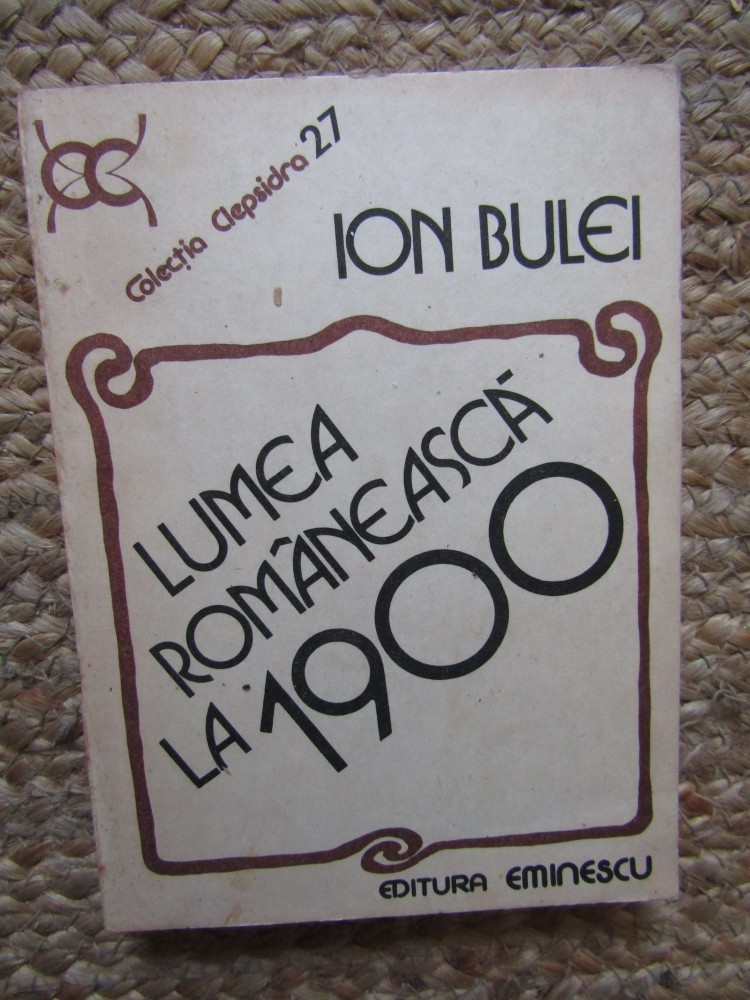 Colecția Clepsidra 27
ION BULEI
LUMEA
ROMÂNEASCĂ
LA 1900
EDITURA EMINESCU